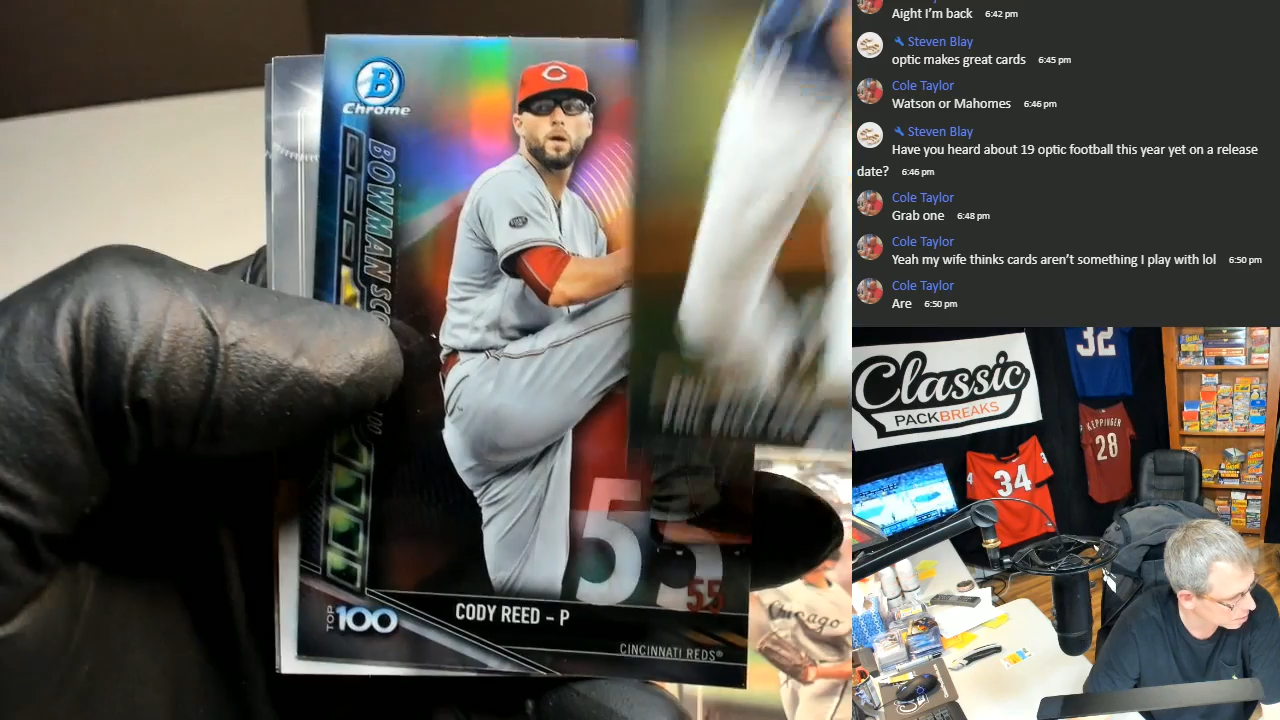 B
Chrome
BOWMAN SCO
55
55
TOP 100
CODY REED - P
CINCINNATI REDS®
Chicago
Aight I'm back 6:42 pm
Steven Blay
optic makes great cards 6:45 pm
Cole Taylor
Watson or Mahomes 6:46 pm
Steven Blay
Have you heard about 19 optic football this year yet on a release
date? 6:46 pm
Cole Taylor
Grab one 6:48 pm
Cole Taylor
Yeah my wife thinks cards aren't something I play with lol 6:50 pm
Cole Taylor
Are 6:50 pm
Classic
PACKBREAKS
32
KEPPINGER
28
34